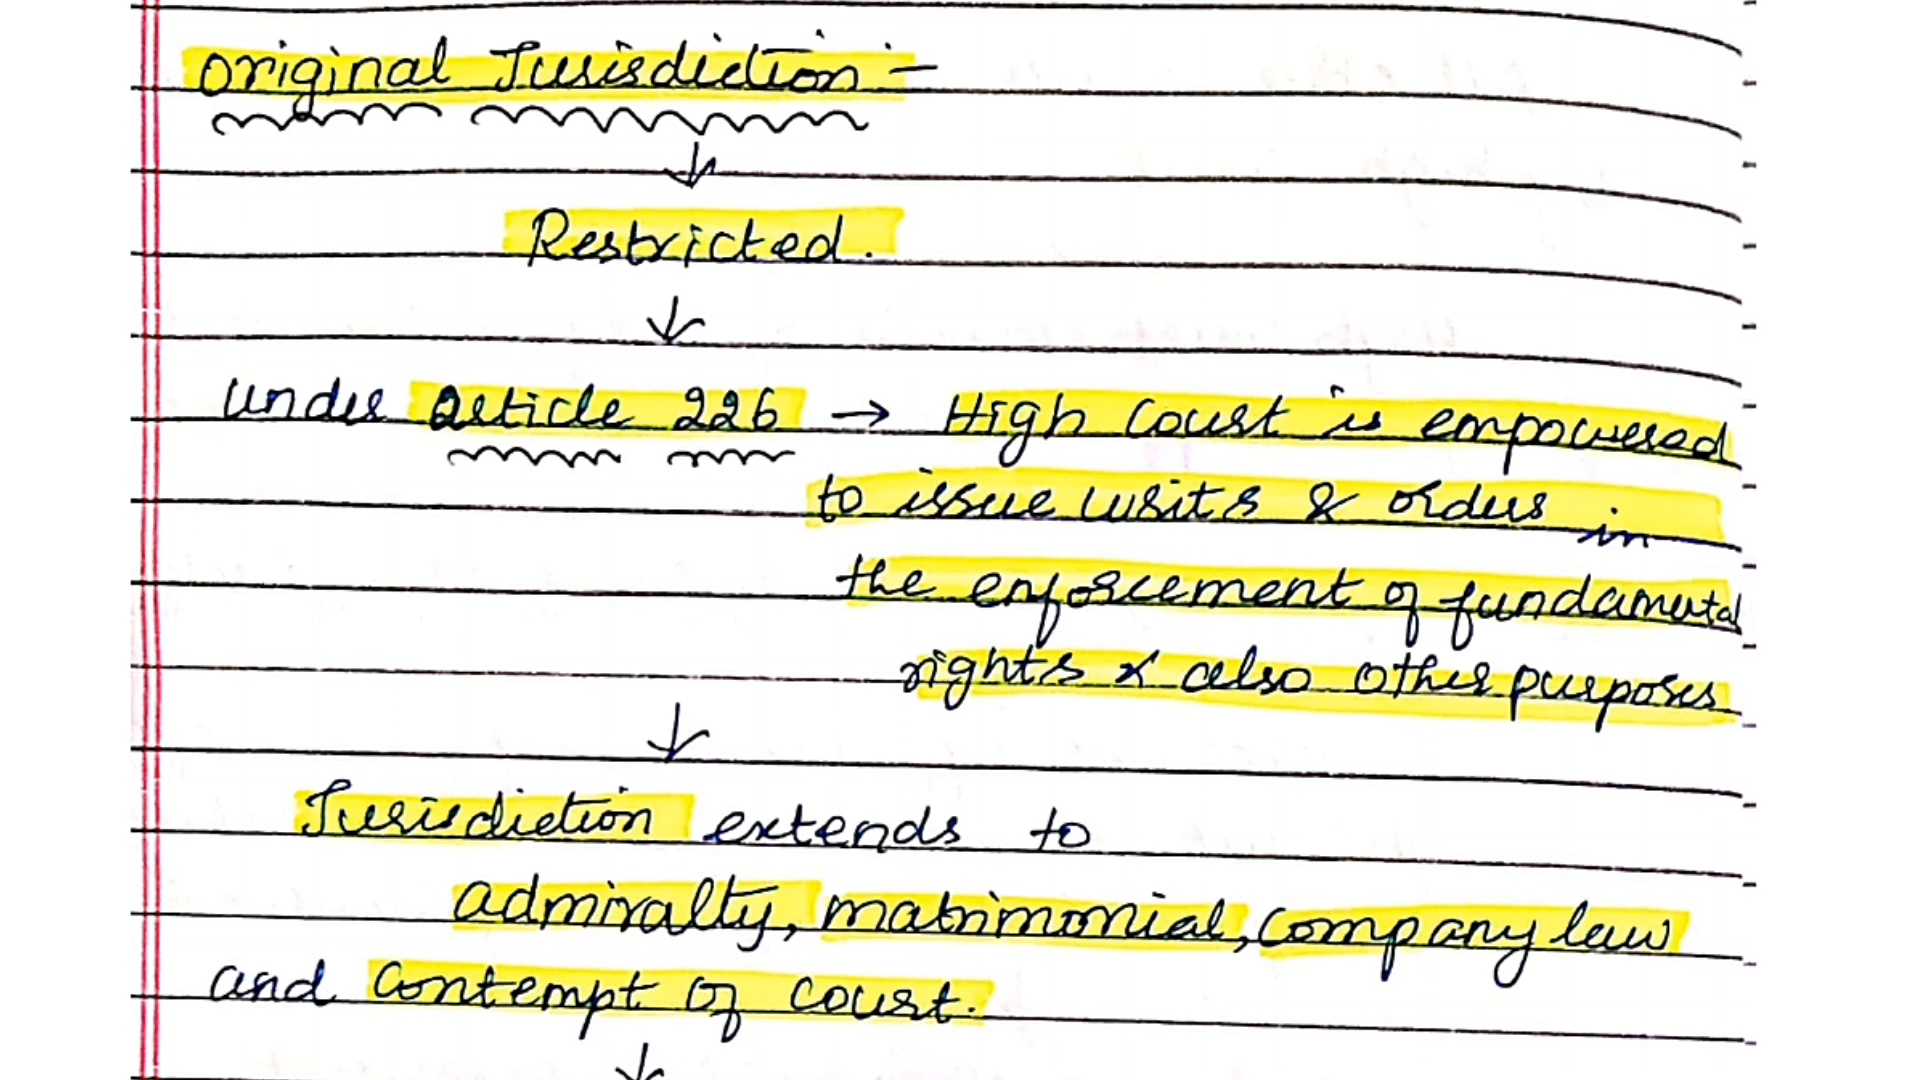 Original Jurisdiction :-
↓
Restricted.
↓
under article 226 → High Court is empowered
to issue writs & orders in
the enforcement of fundamental
rights & also other purposes
↓
Jurisdiction extends to
admiralty, matrimonial, company law
and Contempt of court.
↓